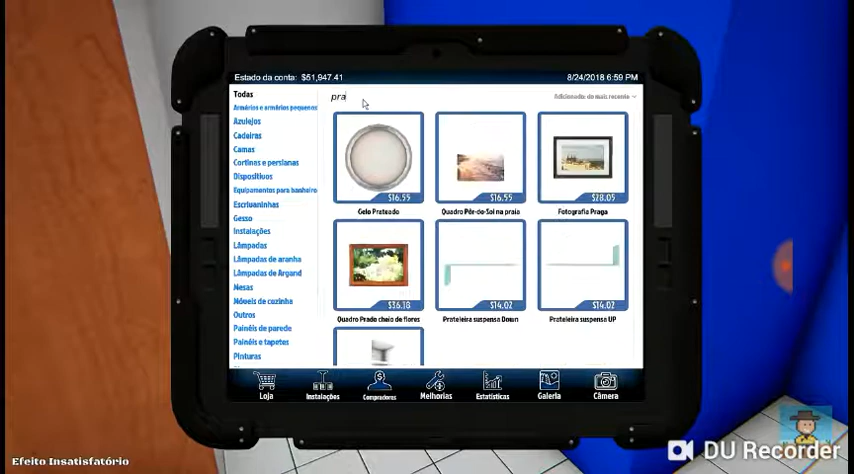 Estado da conta: $51,947.41
8/24/2018 6:59 PM
Todas
Armérios e armérios pequenos
Azulejos
Cadeiras
Camas
Cortinas e persianas
Dispositivos
Equipamentos para banheiro
Escrivaninhas
Gesso
Instalações
Lâmpadas
Lâmpadas de aranha
Lâmpadas de Argand
Mesas
Móveis de cozinha
Outros
Painéis de parede
Painéis e tapetes
Pinturas
pra
Adicionados do mais recente
$16.55
$16.55
$28.05
Gelo Prateado
Quadro Pôr-do-Sol na praia
Fotografia Praga
$36.18
$14.02
$14.02
Quadro Prado cheio de flores
Prateleira suspensa Down
Prateleira suspensa UP
Loja
Instalações
Compradores
Melhorias
Estatísticas
Galeria
Câmera
Efeito Insatisfatório
DU Recorder